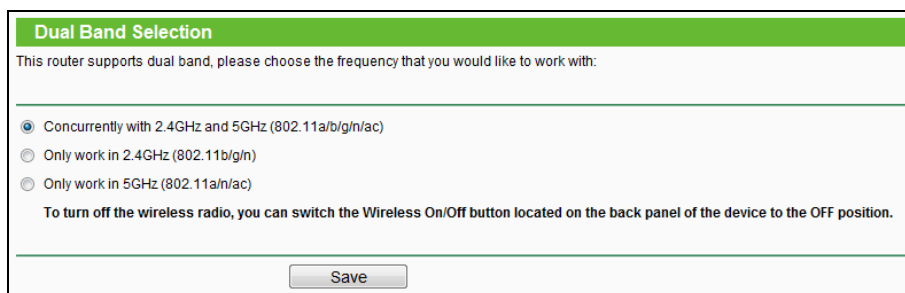 Dual Band Selection
This router supports dual band, please choose the frequency that you would like to work with:
Concurrently with 2.4GHz and 5GHz (802.11a/b/g/n/ac)
Only work in 2.4GHz (802.11b/g/n)
Only work in 5GHz (802.11a/n/ac)
To turn off the wireless radio, you can switch the Wireless On/Off button located on the back panel of the device to the OFF position.
Save